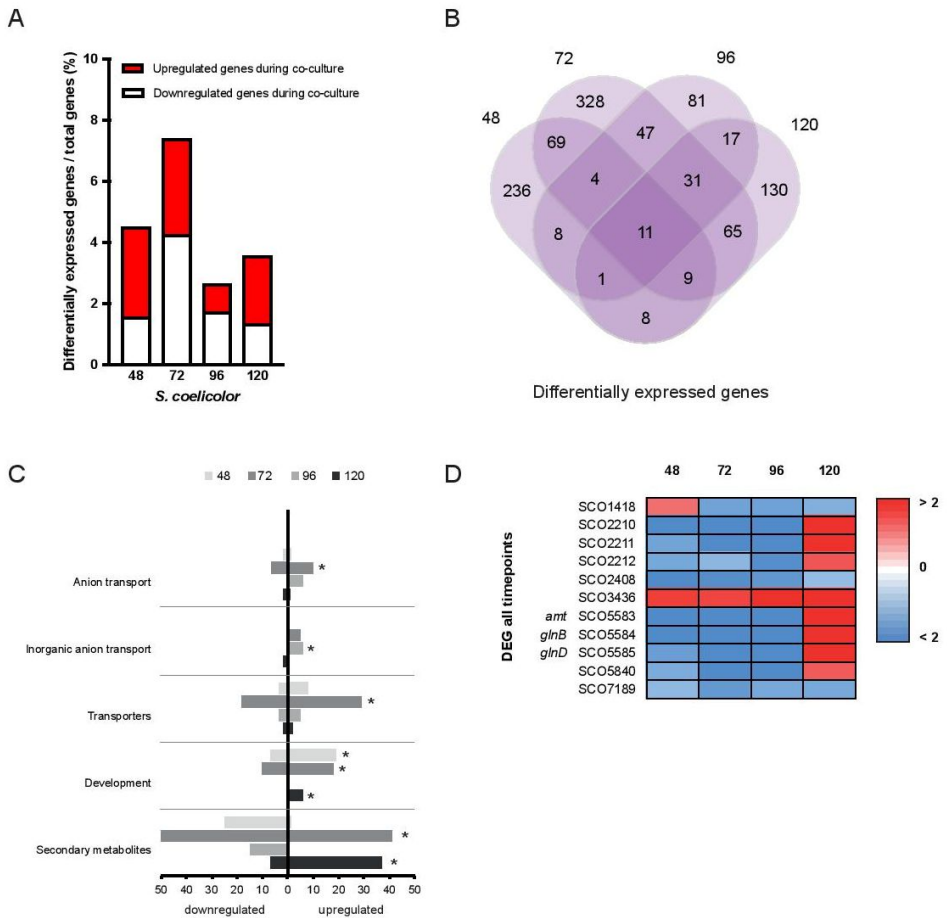 A
Differentially expressed genes / total genes (%)
10
8
6
4
2
0
Upregulated genes during co-culture
Downregulated genes during co-culture
48 72 96 120
S. coelicolor
B
72 96
48 120
328 81
69 47 17
236 4 31 130
8 11 65
1 9
8
Differentially expressed genes
C
48 72 96 120
Anion transport *
Inorganic anion transport *
Transporters *
Development *
*
*
Secondary metabolites *
*
50 40 30 20 10 0 10 20 30 40 50
downregulated upregulated
D
48 72 96 120
DEG all timepoints
SCO1418
SCO2210
SCO2211
SCO2212
SCO2408
SCO3436
amt SCO5583
glnB SCO5584
glnD SCO5585
SCO5840
SCO7189
> 2
0
< 2